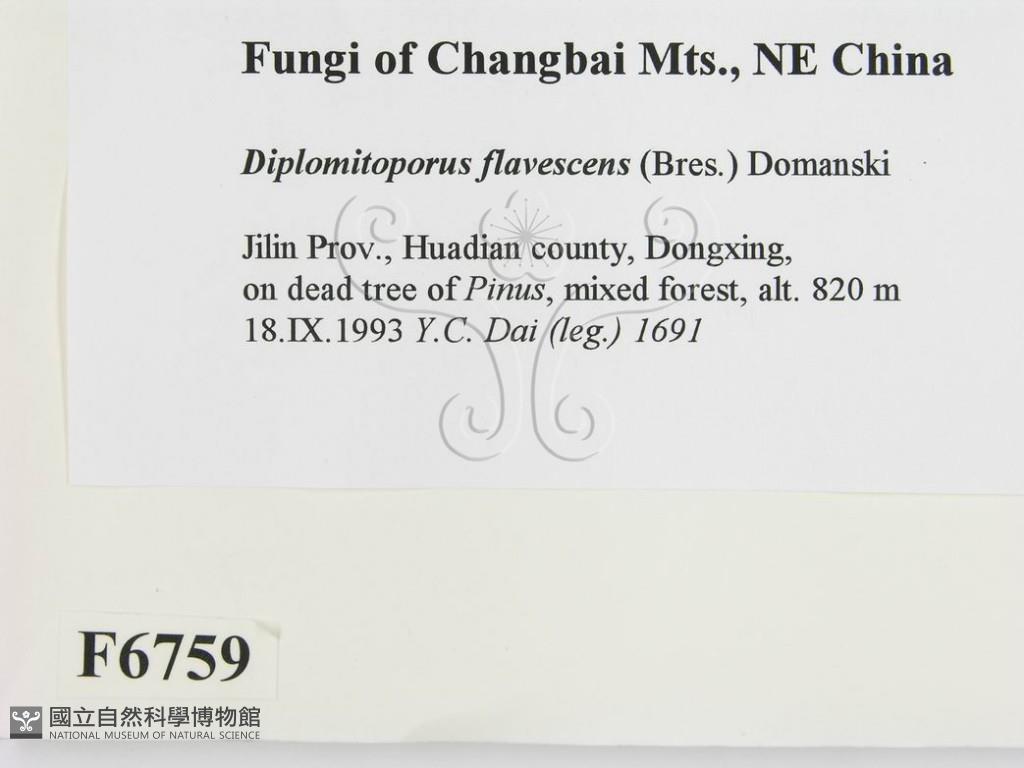 Fungi of Changbai Mts., NE China
Diplomitoporus flavescens (Bres.) Domanski
Jilin Prov., Huadian county, Dongxing,
on dead tree of Pinus, mixed forest, alt. 820 m
18.IX.1993 Y.C. Dai (leg.) 1691
F6759
國立自然科學博物館
NATIONAL MUSEUM OF NATURAL SCIENCE